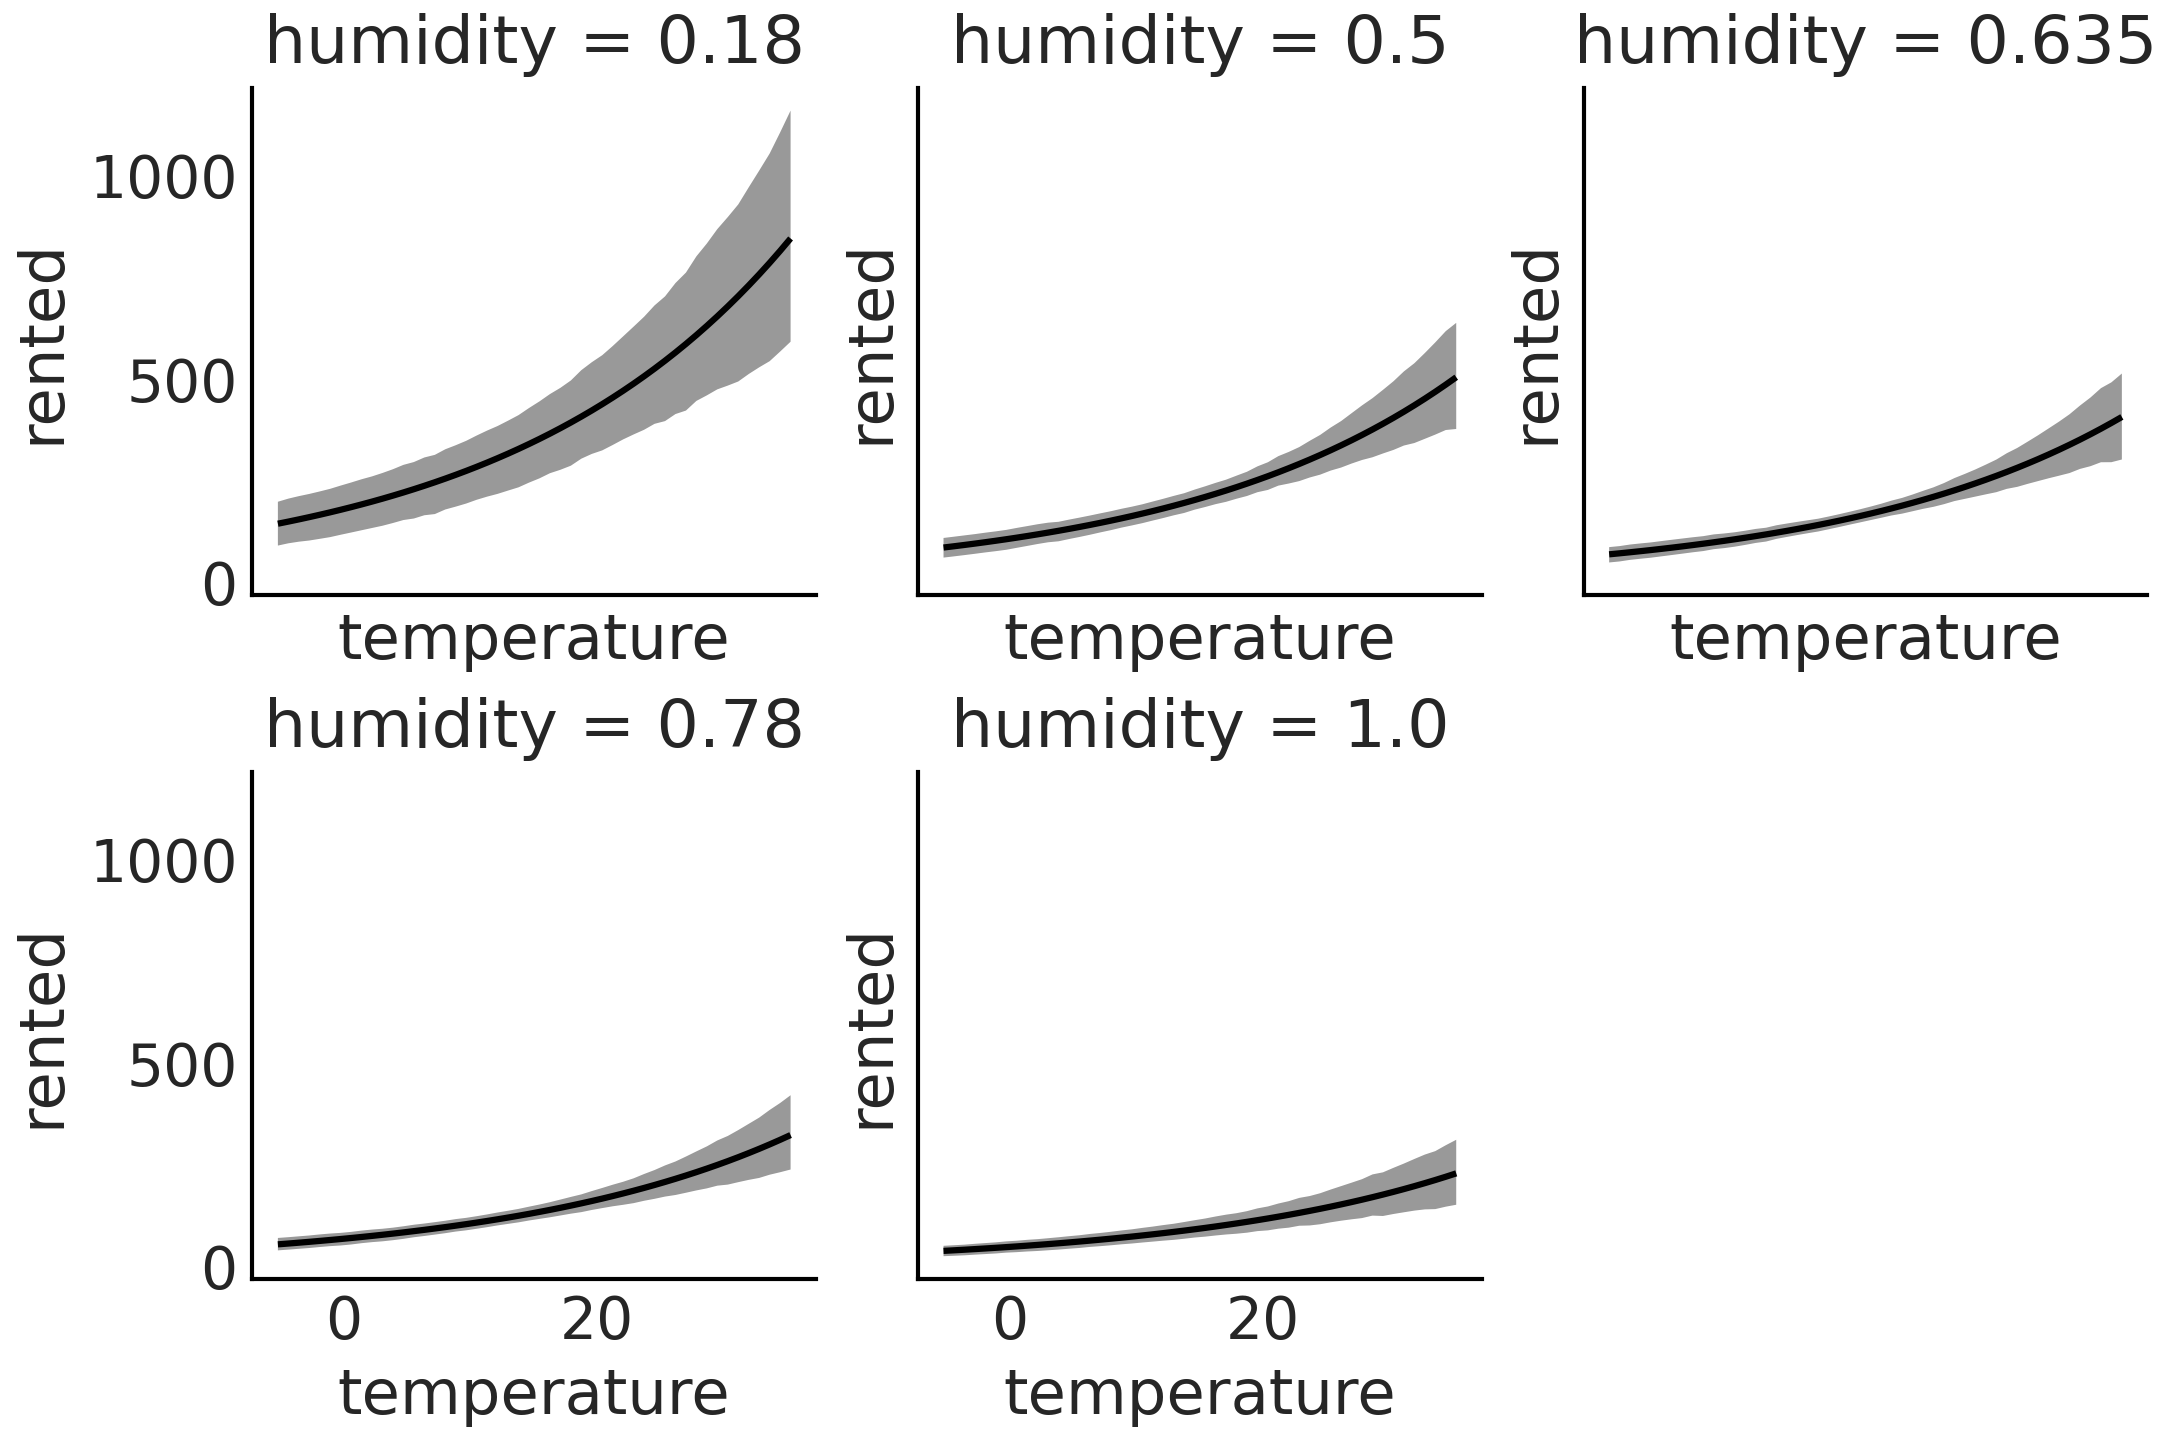 humidity = 0.18
humidity = 0.5
humidity = 0.635
rented
1000
500
0
temperature
rented
temperature
rented
temperature
humidity = 0.78
humidity = 1.0
rented
1000
500
0
0
20
temperature
rented
0
20
temperature